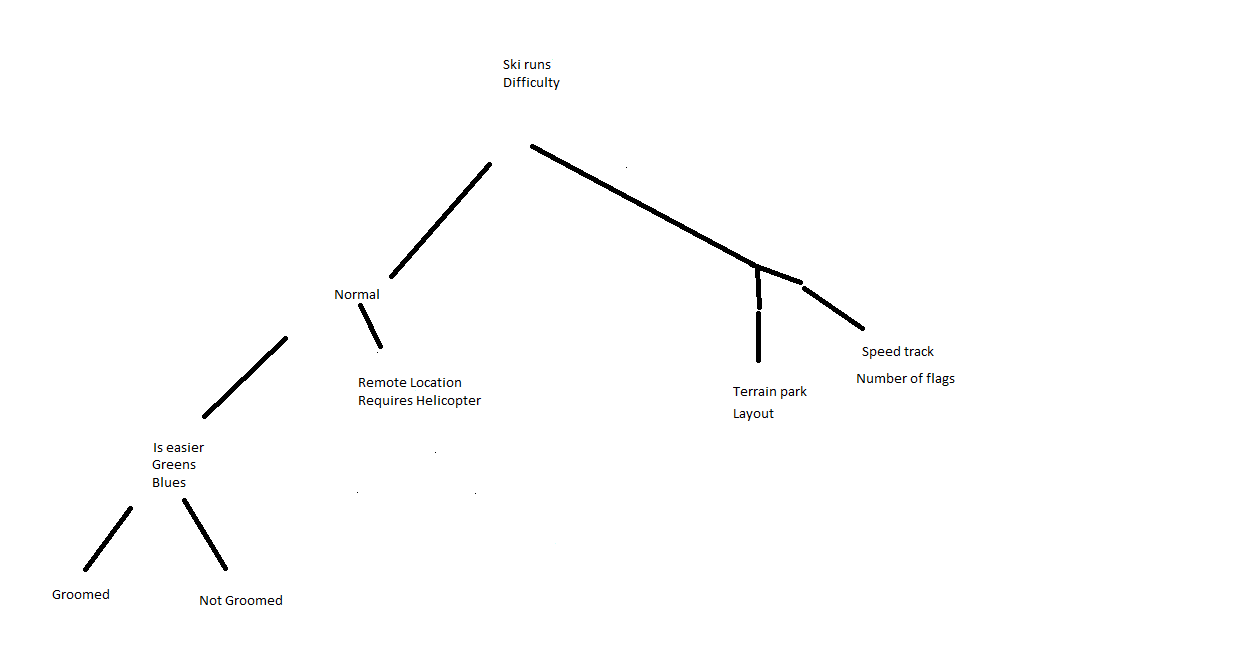 Ski runs
Difficulty
Normal
Remote Location
Requires Helicopter
Speed track
Number of flags
Terrain park
Layout
Is easier
Greens
Blues
Groomed
Not Groomed